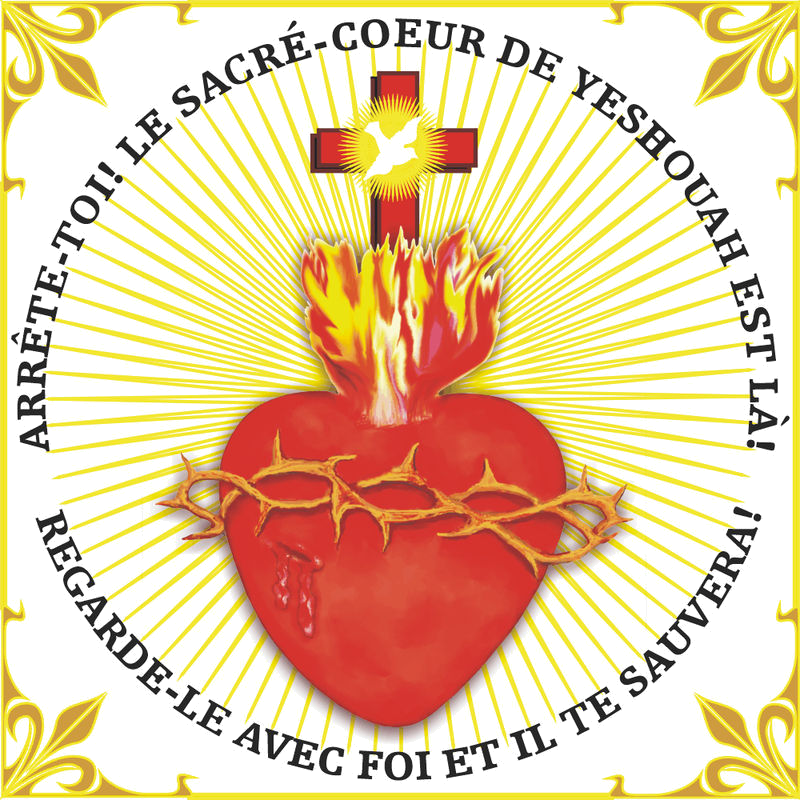 ARRÊTE-TOI! LE SACRÉ-COEUR DE YESHOUAH EST LÀ!
REGARDE-LE AVEC FOI ET IL TE SAUVERA!